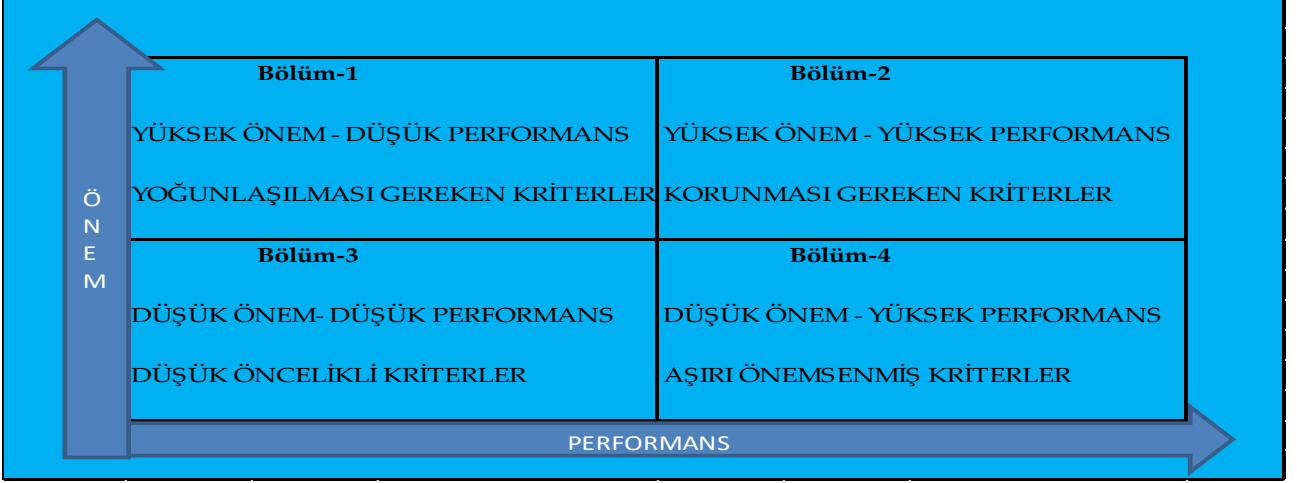 Bölüm-1
YÜKSEK ÖNEM - DÜŞÜK PERFORMANS
YOĞUNLAŞILMASI GEREKEN KRİTERLER
Bölüm-2
YÜKSEK ÖNEM - YÜKSEK PERFORMANS
KORUNMASI GEREKEN KRİTERLER
Ö
N
E
M
Bölüm-3
DÜŞÜK ÖNEM- DÜŞÜK PERFORMANS
DÜŞÜK ÖNCELİKLİ KRİTERLER
Bölüm-4
DÜŞÜK ÖNEM - YÜKSEK PERFORMANS
AŞIRI ÖNEMSENMİŞ KRİTERLER
PERFORMANS